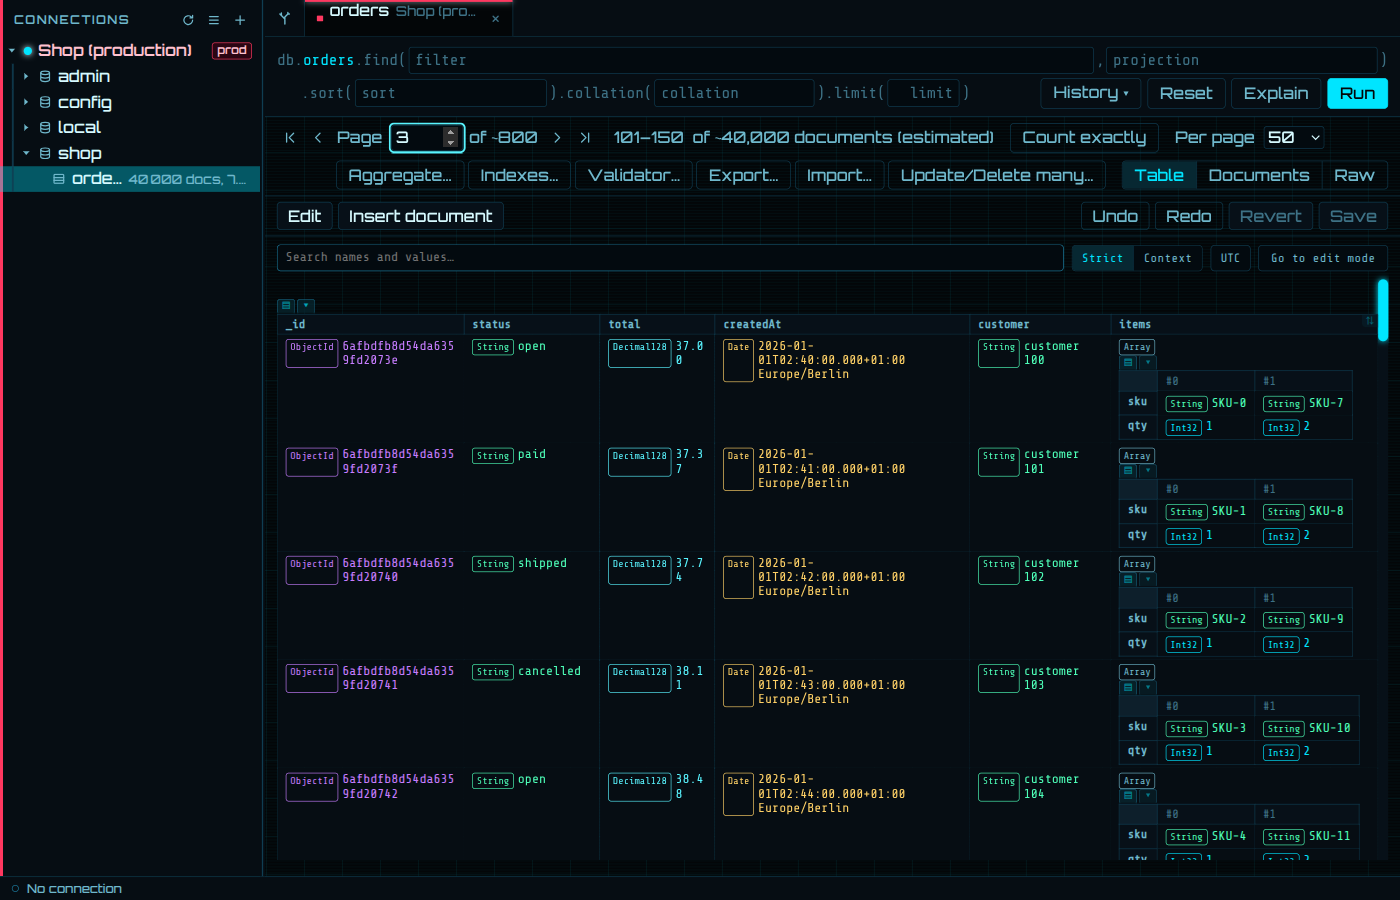 CONNECTIONS
Shop (production) prod
admin
config
local
shop
orde... 40 000 docs, 7....
orders Shop (pro... ×
db.orders.find( filter , projection )
.sort( sort ).collation( collation ).limit( limit ) History Reset Explain Run
Page 3 of ~800 101–150 of ~40,000 documents (estimated) Count exactly Per page 50
Aggregate... Indexes... Validator... Export... Import... Update/Delete many... Table Documents Raw
Edit Insert document Undo Redo Revert Save
Search names and values… Strict Context UTC Go to edit mode
_id status total createdAt customer items
ObjectId 6afbdfb8d54da635 String open Decimal128 37.0 Date 2026-01- String customer Array
9fd2073e 0 01T02:40:00.000+01:00 100
Europe/Berlin
#0 #1
sku String SKU-0 String SKU-7
qty Int32 1 Int32 2
ObjectId 6afbdfb8d54da635 String paid Decimal128 37.3 Date 2026-01- String customer Array
9fd2073f 7 01T02:41:00.000+01:00 101
Europe/Berlin
#0 #1
sku String SKU-1 String SKU-8
qty Int32 1 Int32 2
ObjectId 6afbdfb8d54da635 String shipped Decimal128 37.7 Date 2026-01- String customer Array
9fd20740 4 01T02:42:00.000+01:00 102
Europe/Berlin
#0 #1
sku String SKU-2 String SKU-9
qty Int32 1 Int32 2
ObjectId 6afbdfb8d54da635 String cancelled Decimal128 38.1 Date 2026-01- String customer Array
9fd20741 1 01T02:43:00.000+01:00 103
Europe/Berlin
#0 #1
sku String SKU-3 String SKU-10
qty Int32 1 Int32 2
ObjectId 6afbdfb8d54da635 String open Decimal128 38.4 Date 2026-01- String customer Array
9fd20742 8 01T02:44:00.000+01:00 104
Europe/Berlin
#0 #1
sku String SKU-4 String SKU-11
qty Int32 1 Int32 2
No connection